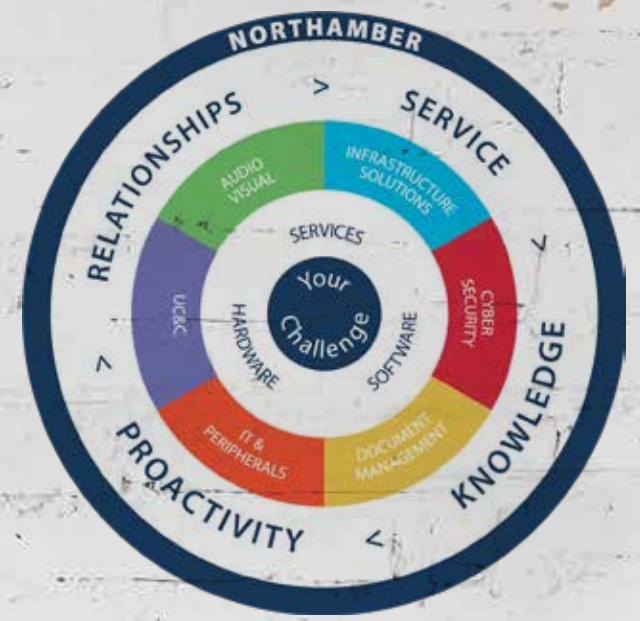 NORTHAMBER
RELATIONSHIPS
>
SERVICE
>
KNOWLEDGE
>
PROACTIVITY
>
AUDIO
VISUAL
INFRASTRUCTURE
SOLUTIONS
CYBER
SECURITY
DOCUMENT
MANAGEMENT
IT &
PERIPHERALS
UC&C
SERVICES
SOFTWARE
HARDWARE
Your
Challenge